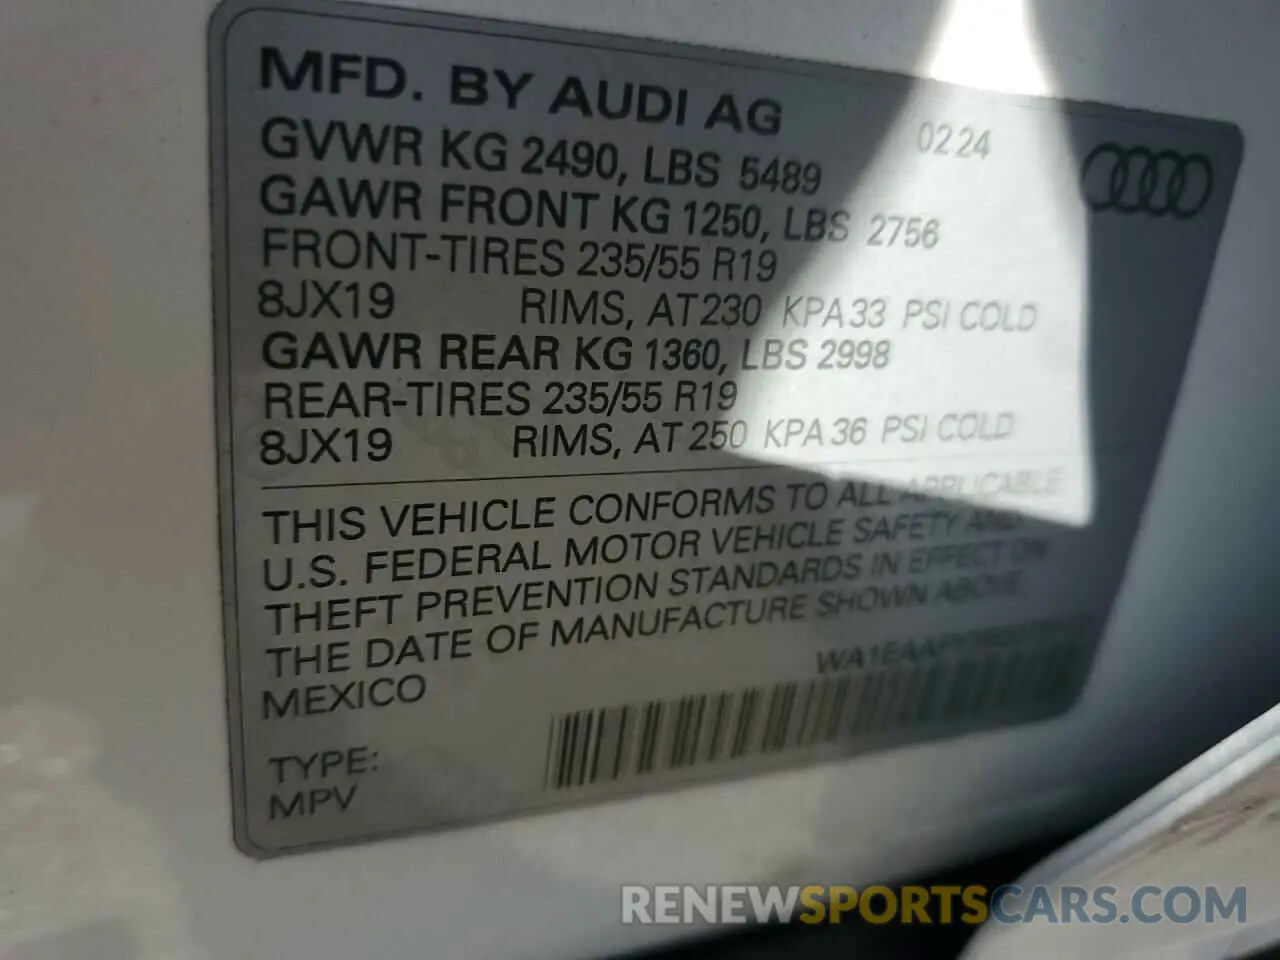 MFD. BY AUDI AG
02 24
GVWR KG 2490, LBS 5489
GAWR FRONT KG 1250, LBS 2756
FRONT-TIRES 235/55 R19
8JX19 RIMS, AT 230 KPA 33 PSI COLD
GAWR REAR KG 1360, LBS 2998
REAR-TIRES 235/55 R19
8JX19 RIMS, AT 250 KPA 36 PSI COLD
THIS VEHICLE CONFORMS TO ALL APPLICABLE
U.S. FEDERAL MOTOR VEHICLE SAFETY AND
THEFT PREVENTION STANDARDS IN EFFECT ON
THE DATE OF MANUFACTURE SHOWN ABOVE
MEXICO
TYPE:
MPV
RENEWSPORTSCARS.COM